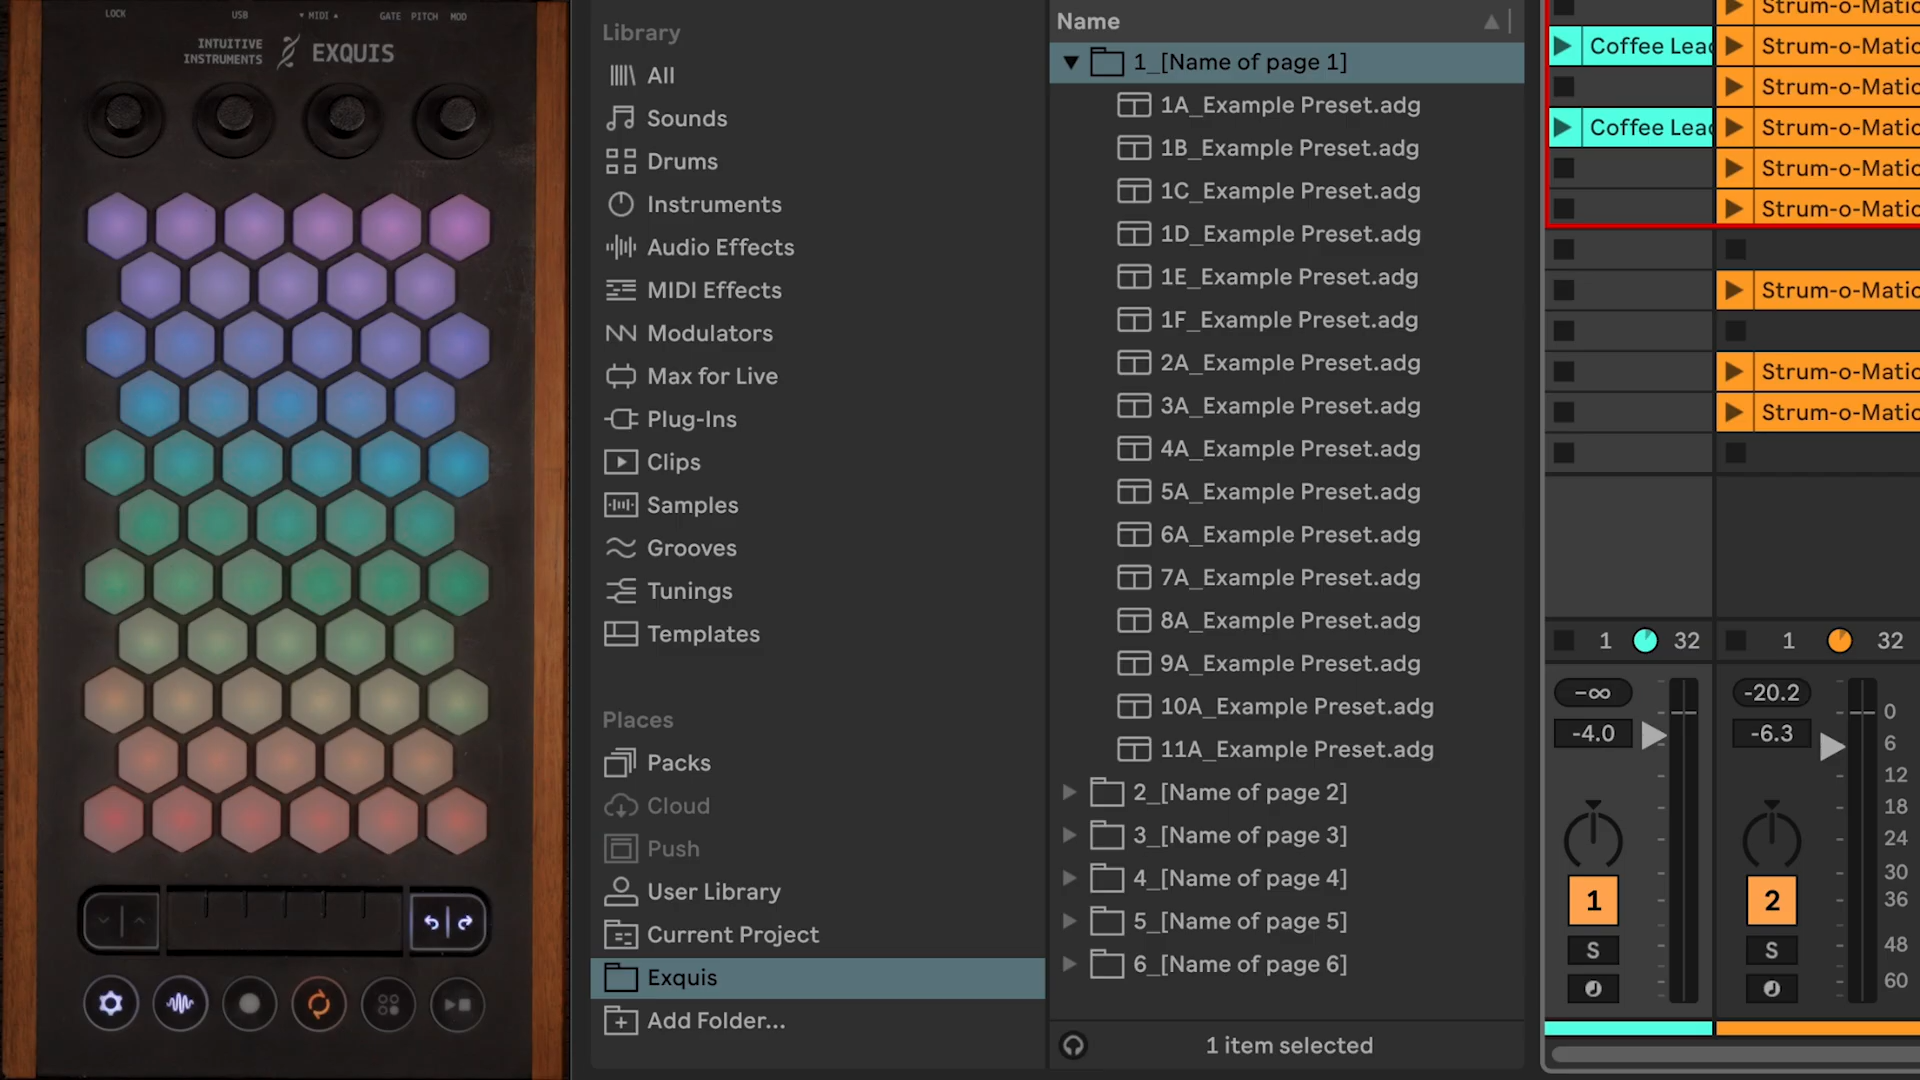 LOCK USB ▾ MIDI ▴ GATE PITCH MOD
INTUITIVE
INSTRUMENTS
EXQUIS
Library
All
Sounds
Drums
Instruments
Audio Effects
MIDI Effects
Modulators
Max for Live
Plug-Ins
Clips
Samples
Grooves
Tunings
Templates
Places
Packs
Cloud
Push
User Library
Current Project
Exquis
Add Folder...
Name
1_[Name of page 1]
1A_Example Preset.adg
1B_Example Preset.adg
1C_Example Preset.adg
1D_Example Preset.adg
1E_Example Preset.adg
1F_Example Preset.adg
2A_Example Preset.adg
3A_Example Preset.adg
4A_Example Preset.adg
5A_Example Preset.adg
6A_Example Preset.adg
7A_Example Preset.adg
8A_Example Preset.adg
9A_Example Preset.adg
10A_Example Preset.adg
11A_Example Preset.adg
2_[Name of page 2]
3_[Name of page 3]
4_[Name of page 4]
5_[Name of page 5]
6_[Name of page 6]
1 item selected
Strum-o-Matic
Coffee Lead Strum-o-Matic
Strum-o-Matic
Coffee Lead Strum-o-Matic
Strum-o-Matic
Strum-o-Matic
Strum-o-Matic
Strum-o-Matic
Strum-o-Matic
1 32 1 32
-∞ -20.2
-4.0 -6.3
0
6
12
18
24
30
36
48
60
1 2
S S